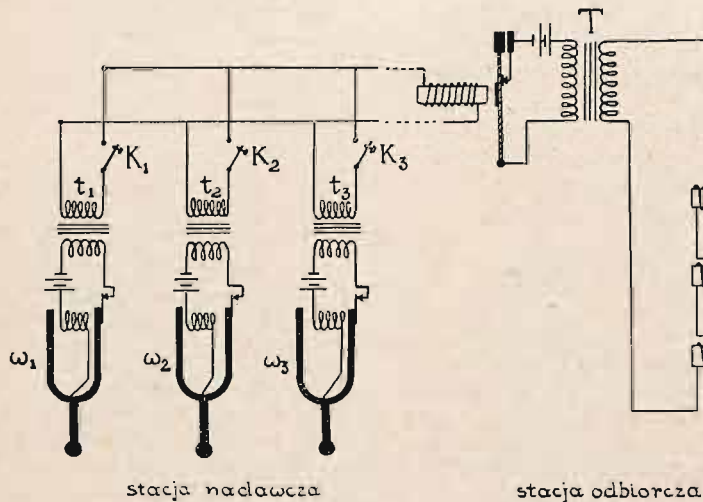 T
K₁ K₂ K₃
t₁ t₂ t₃
ω₁ ω₂ ω₃
stacja nadawcza stacja odbiorcza